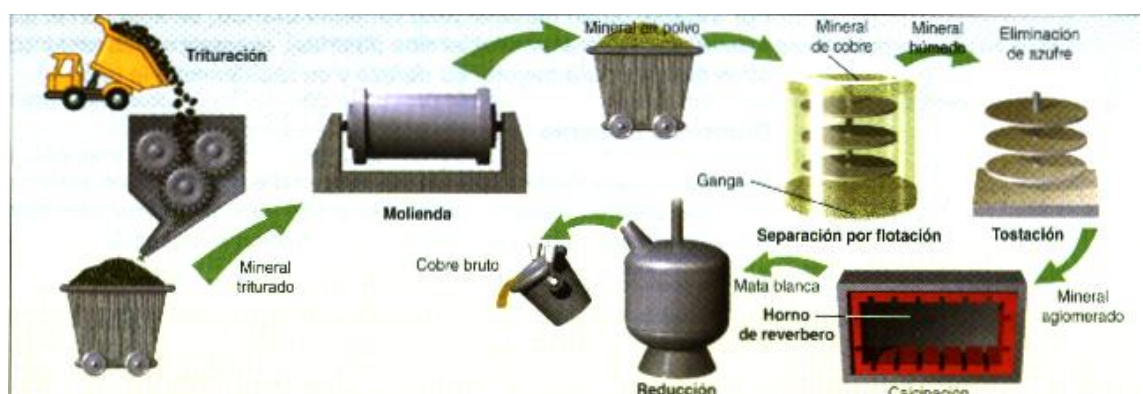 Trituración
Mineral en polvo
Mineral
de cobre
Mineral
húmedo
Eliminación
de azufre
Ganga
Molienda
Separación por flotación
Tostación
Mineral
triturado
Cobre bruto
Mata blanca
Horno
de reverbero
Mineral
aglomerado
Reducción
Calcinación